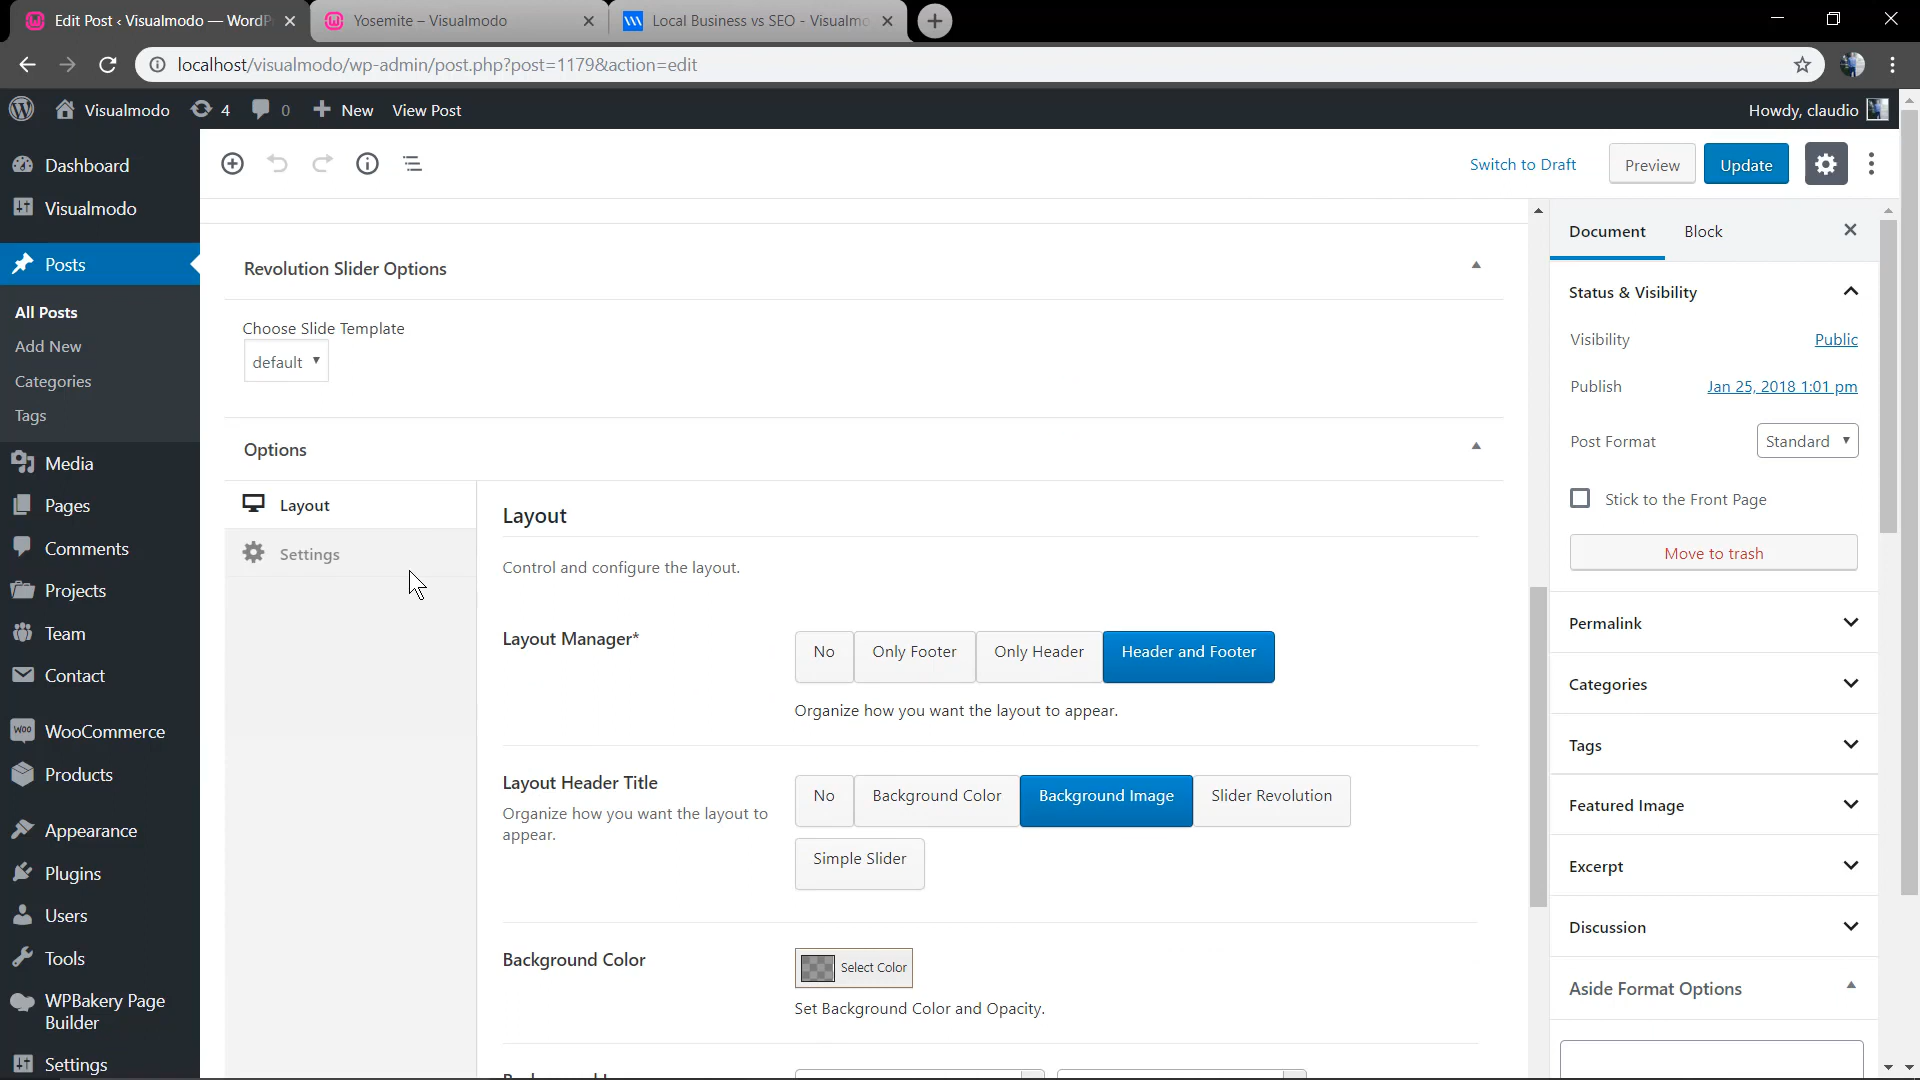 Edit Post ‹ Visualmodo — WordP
Yosemite – Visualmodo
Local Business vs SEO - Visualmo
localhost/visualmodo/wp-admin/post.php?post=1179&action=edit
Visualmodo
4
0
New
View Post
Howdy, claudio
Dashboard
Visualmodo
Posts
All Posts
Add New
Categories
Tags
Media
Pages
Comments
Projects
Team
Contact
WooCommerce
Products
Appearance
Plugins
Users
Tools
WPBakery Page
Builder
Settings
Switch to Draft
Preview
Update
Revolution Slider Options
Choose Slide Template
default
Options
Layout
Settings
Layout
Control and configure the layout.
Layout Manager*
No
Only Footer
Only Header
Header and Footer
Organize how you want the layout to appear.
Layout Header Title
Organize how you want the layout to
appear.
No
Background Color
Background Image
Slider Revolution
Simple Slider
Background Color
Select Color
Set Background Color and Opacity.
Document
Block
Status & Visibility
Visibility
Public
Publish
Jan 25, 2018 1:01 pm
Post Format
Standard
Stick to the Front Page
Move to trash
Permalink
Categories
Tags
Featured Image
Excerpt
Discussion
Aside Format Options